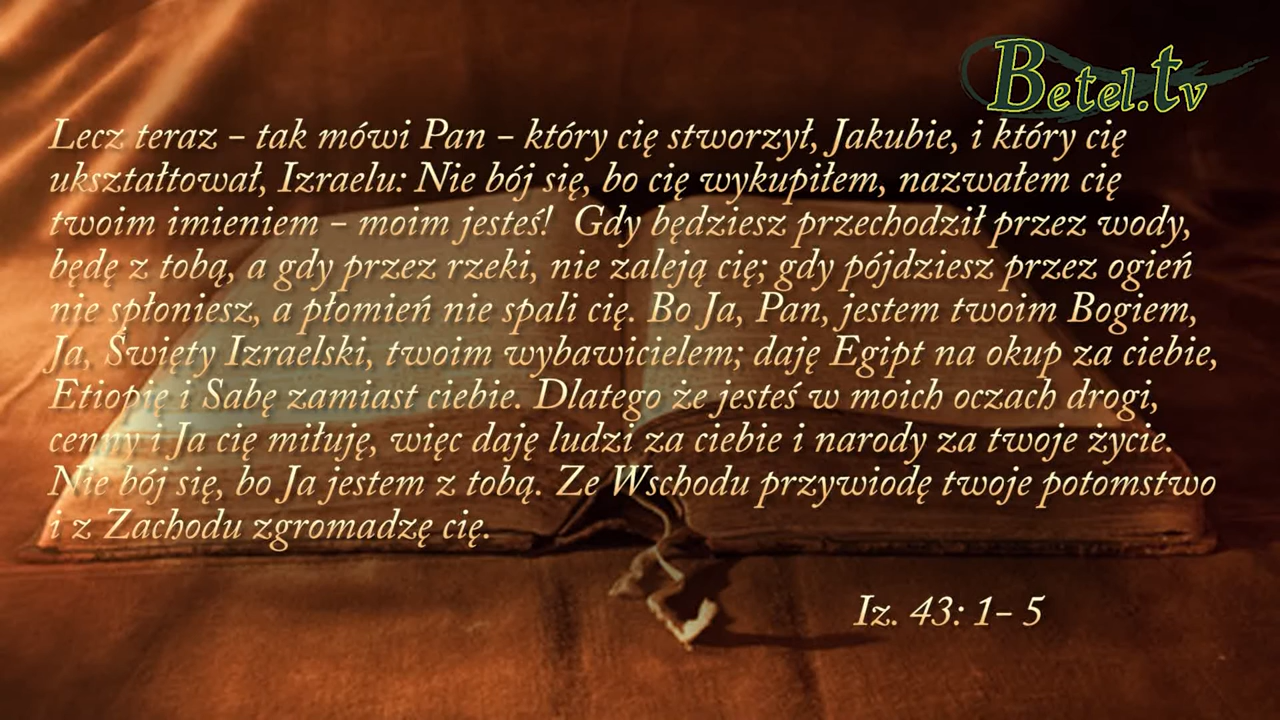 Betel.tv
Lecz teraz – tak mówi Pan – który cię stworzył, Jakubie, i który cię
ukształtował, Izraelu: Nie bój się, bo cię wykupiłem, nazwałem cię
twoim imieniem – moim jesteś!  Gdy będziesz przechodził przez wody,
będę z tobą, a gdy przez rzeki, nie zaleją cię; gdy pójdziesz przez ogień
nie spłoniesz, a płomień nie spali cię. Bo Ja, Pan, jestem twoim Bogiem,
Ja, Święty Izraelski, twoim wybawicielem; daję Egipt na okup za ciebie,
Etiopię i Sabę zamiast ciebie. Dlatego że jesteś w moich oczach drogi,
cenny i Ja cię miłuję, więc daję ludzi za ciebie i narody za twoje życie.
Nie bój się, bo Ja jestem z tobą. Ze Wschodu przywiodę twoje potomstwo
i z Zachodu zgromadzę cię.
Iz. 43: 1– 5